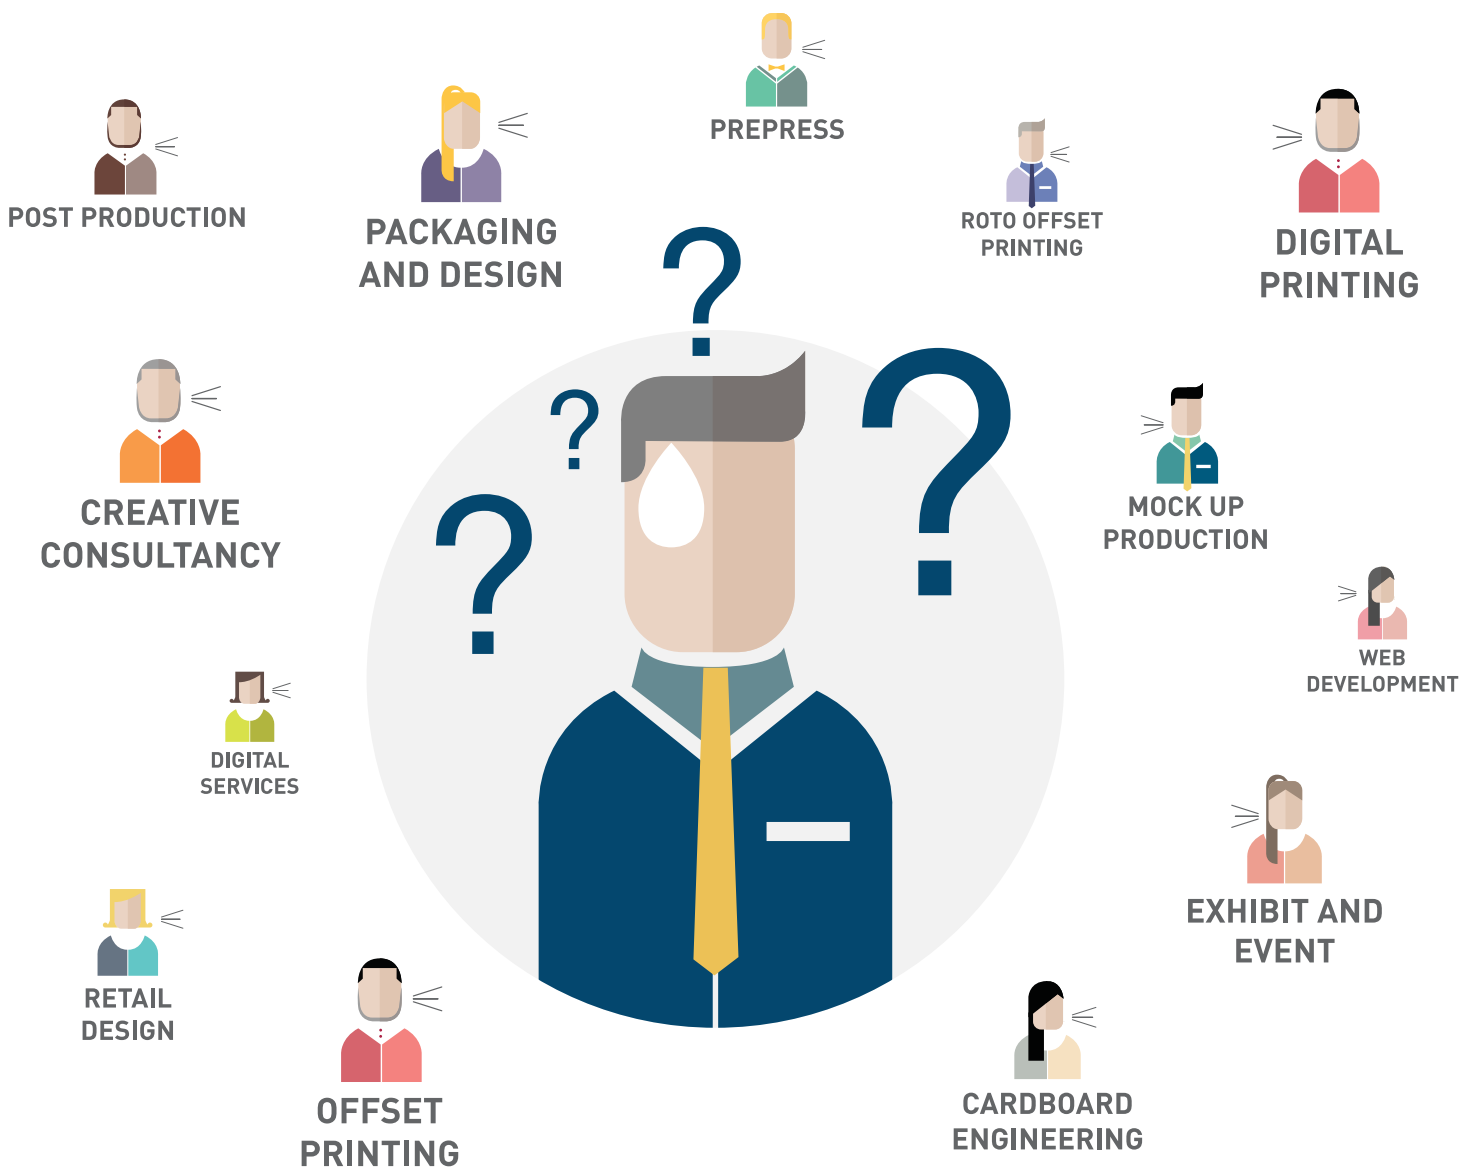 PREPRESS
POST PRODUCTION
PACKAGING
AND DESIGN
ROTO OFFSET
PRINTING
DIGITAL
PRINTING
?
?
?
?
CREATIVE
CONSULTANCY
MOCK UP
PRODUCTION
WEB
DEVELOPMENT
DIGITAL
SERVICES
EXHIBIT AND
EVENT
RETAIL
DESIGN
OFFSET
PRINTING
CARDBOARD
ENGINEERING